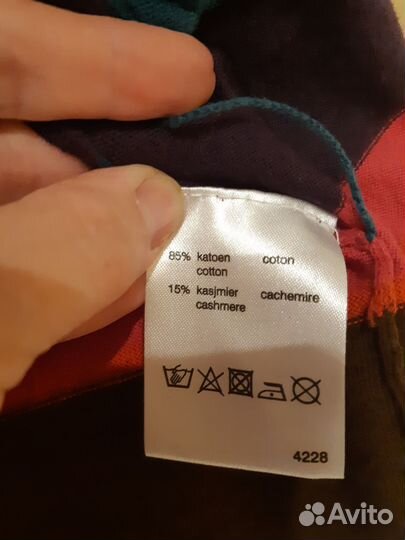 85% katoen coton
cotton
15% kasjmier cachemire
cashmere
4228
Avito